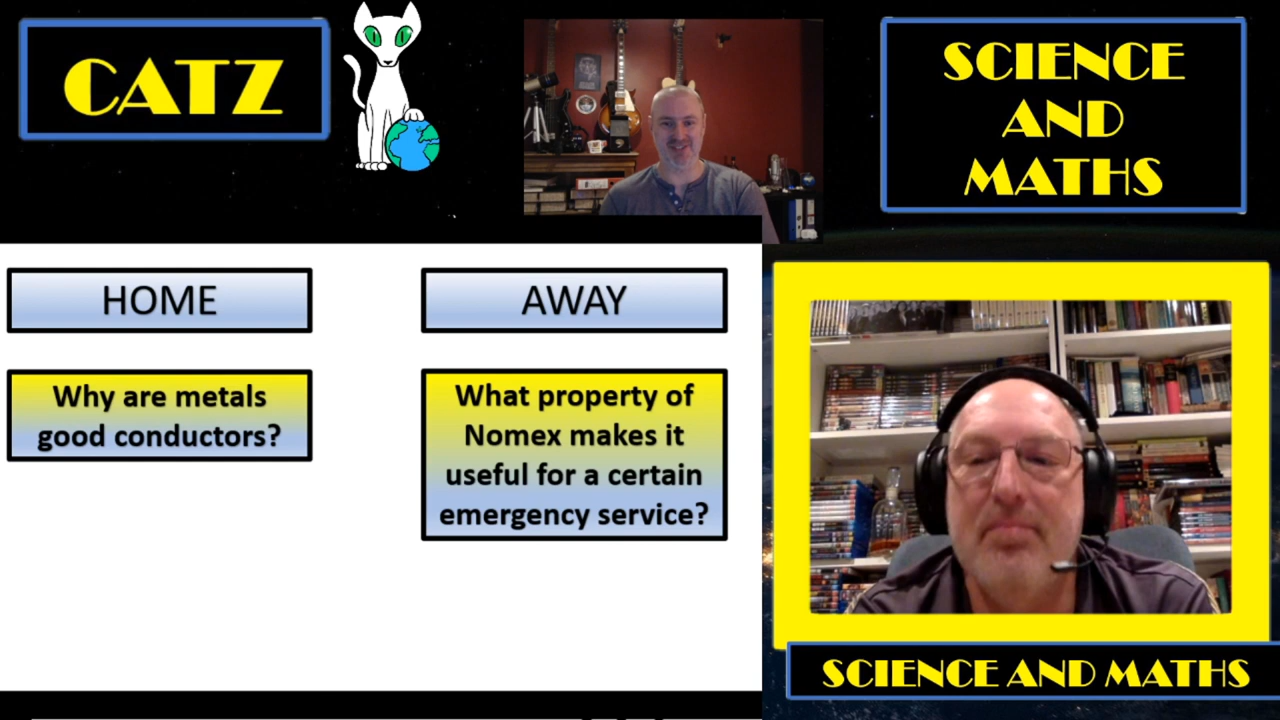 CATZ
SCIENCE
AND
MATHS
HOME
AWAY
Why are metals
good conductors?
What property of
Nomex makes it
useful for a certain
emergency service?
SCIENCE AND MATHS